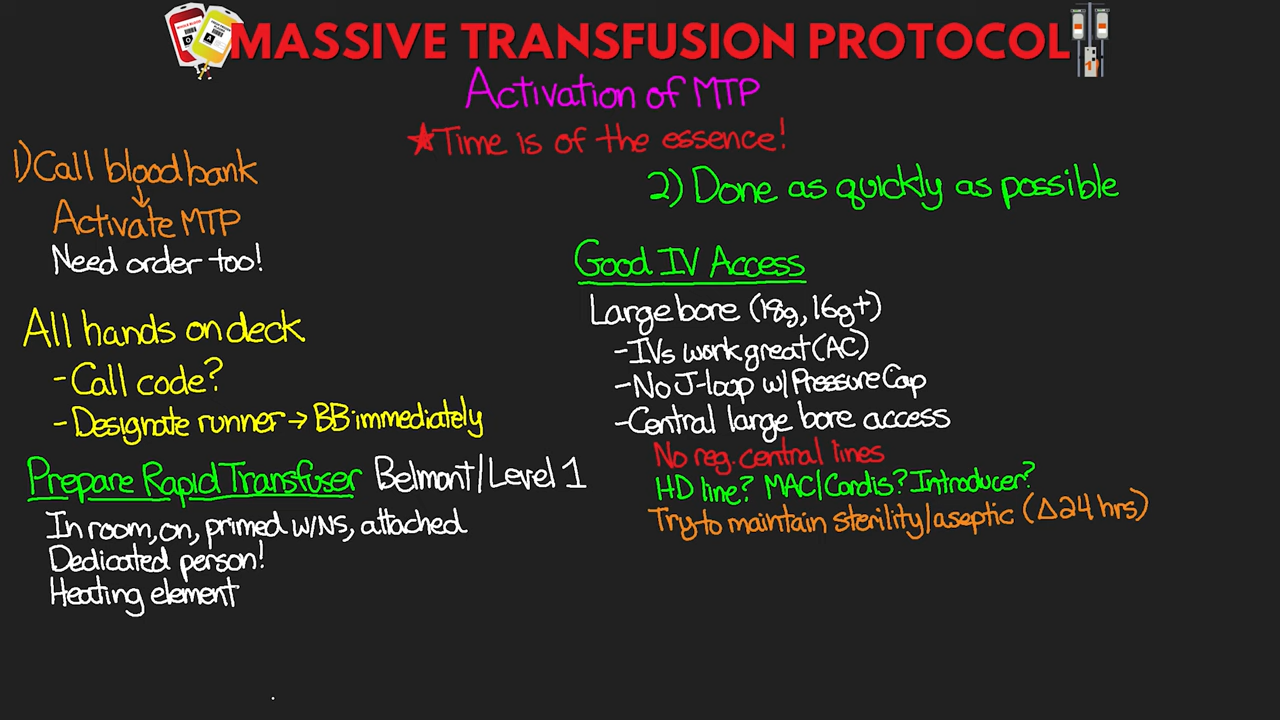 MASSIVE TRANSFUSION PROTOCOL
Activation of MTP
★Time is of the essence!
1) Call blood bank
↓
Activate MTP
Need order too!
All hands on deck
-Call code?
-Designate runner → BB immediately
Prepare Rapid Transfuser Belmont/Level 1
In room, on, primed w/NS, attached
Dedicated person!
Heating element
2) Done as quickly as possible
Good IV Access
Large bore (18g, 16g+)
-IVs work great (AC)
-No J-loop w/ Pressure Cap
-Central large bore access
No reg. central lines
HD line? MAC/Cordis? Introducer?
Try to maintain sterility/aseptic (Δ24 hrs)